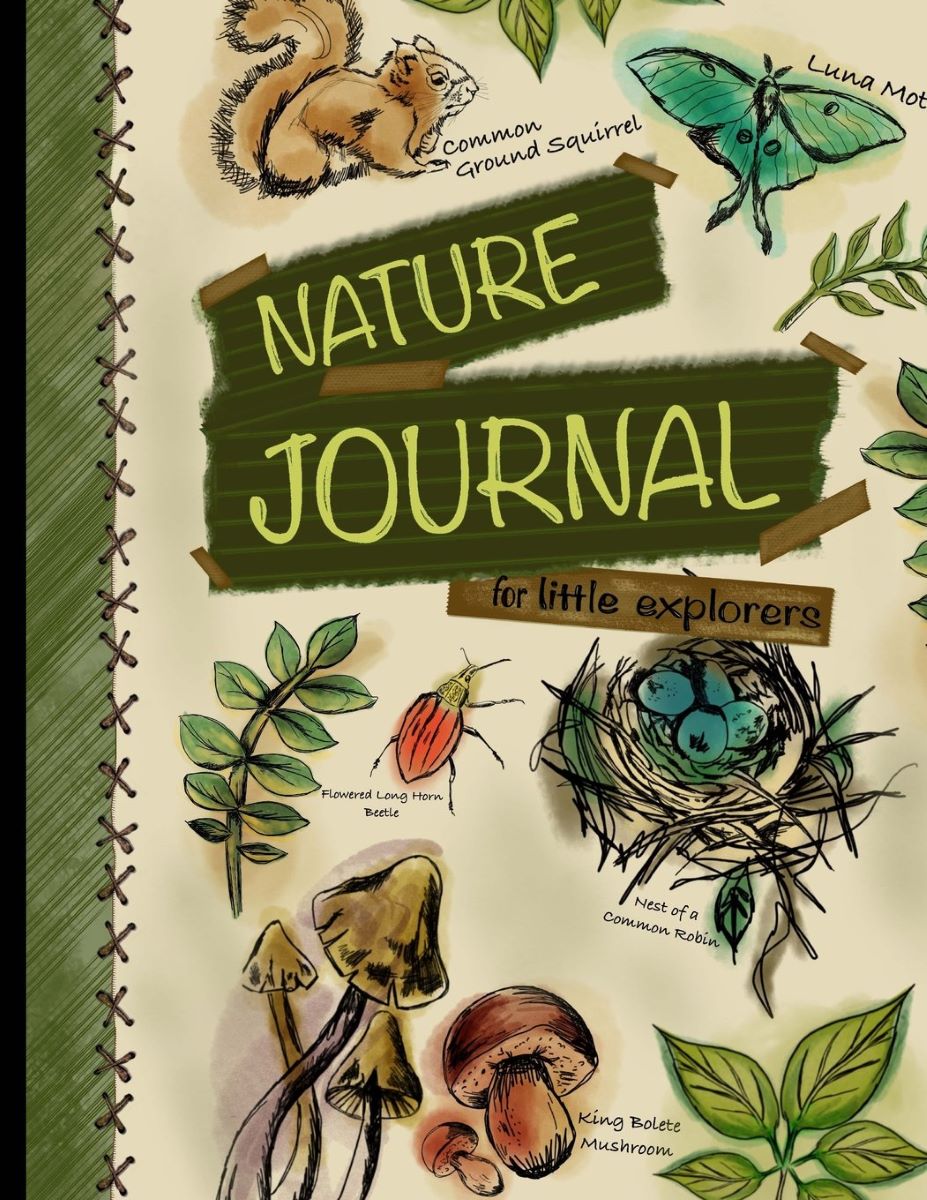 Common
Ground Squirrel
Luna Mot
NATURE
JOURNAL
for little explorers
Flowered Long Horn
Beetle
Nest of a
Common Robin
King Bolete
Mushroom